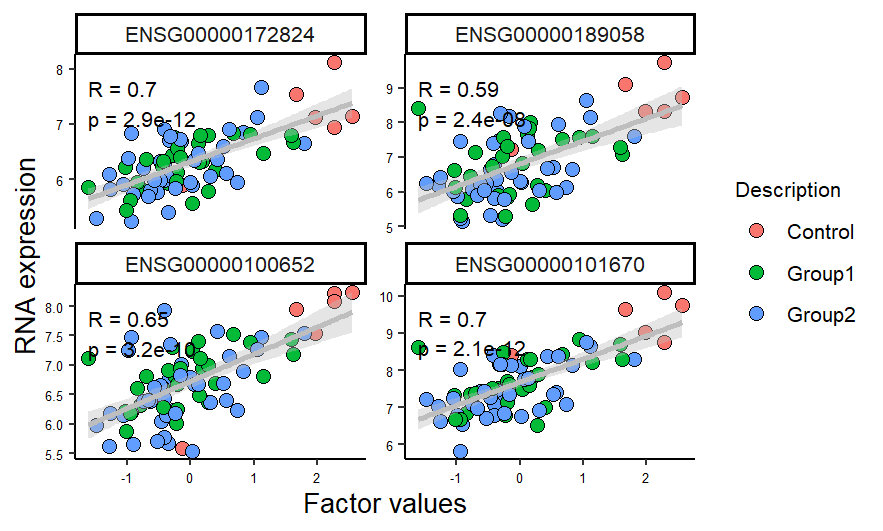 ENSG00000172824
ENSG00000189058
R = 0.7
p = 2.9e-12
8
7
6
R = 0.59
p = 2.4e-08
9
8
7
6
5
ENSG00000100652
ENSG00000101670
R = 0.65
p = 3.2e-10
8.0
7.5
7.0
6.5
6.0
5.5
-1
0
1
2
R = 0.7
p = 2.1e-12
10
9
8
7
6
-1
0
1
2
RNA expression
Factor values
Description
Control
Group1
Group2